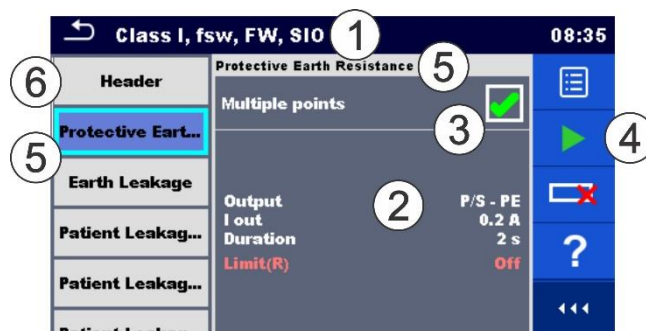 Class I, fsw, FW, SIO 1 08:35
6 Header
Protective Earth Resistance 5
Multiple points
3
Protective Eart...
4
5
Earth Leakage
2
Output P/S - PE
I out 0.2 A
Duration 2 s
Limit(R) Off
Patient Leakag...
Patient Leakag...
?